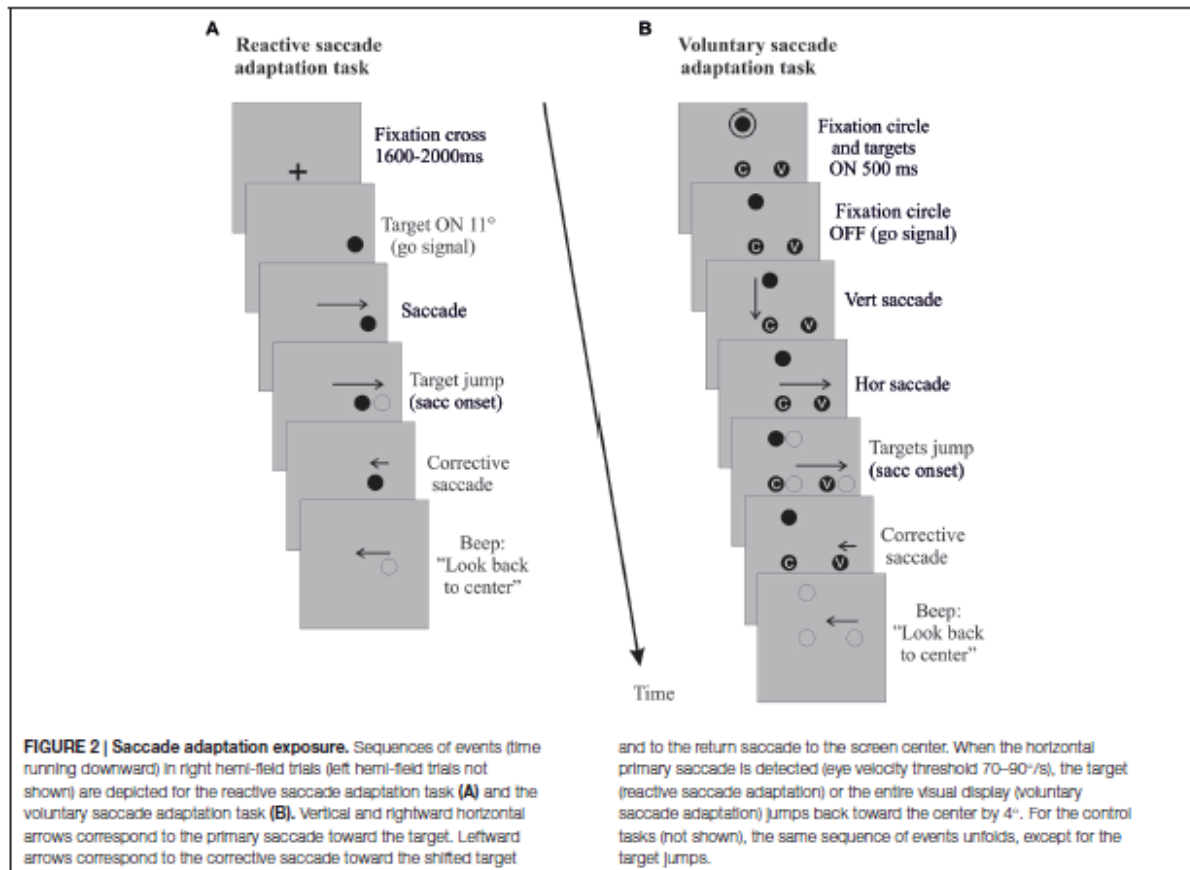 A
Reactive saccade
adaptation task
Fixation cross
1600-2000ms
Target ON 11°
(go signal)
Saccade
Target jump
(sacc onset)
Corrective
saccade
Beep:
"Look back
to center"
B
Voluntary saccade
adaptation task
C V
Fixation circle
and targets
ON 500 ms
C V
Fixation circle
OFF (go signal)
C V
Vert saccade
C V
Hor saccade
C V
Targets jump
(sacc onset)
C V
Corrective
saccade
Beep:
"Look back
to center"
Time
FIGURE 2 | Saccade adaptation exposure. Sequences of events (time
running downward) in right hemi-field trials (left hemi-field trials not
shown) are depicted for the reactive saccade adaptation task (A) and the
voluntary saccade adaptation task (B). Vertical and rightward horizontal
arrows correspond to the primary saccade toward the target. Leftward
arrows correspond to the corrective saccade toward the shifted target
and to the return saccade to the screen center. When the horizontal
primary saccade is detected (eye velocity threshold 70–90°/s), the target
(reactive saccade adaptation) or the entire visual display (voluntary
saccade adaptation) jumps back toward the center by 4°. For the control
tasks (not shown), the same sequence of events unfolds, except for the
target jumps.